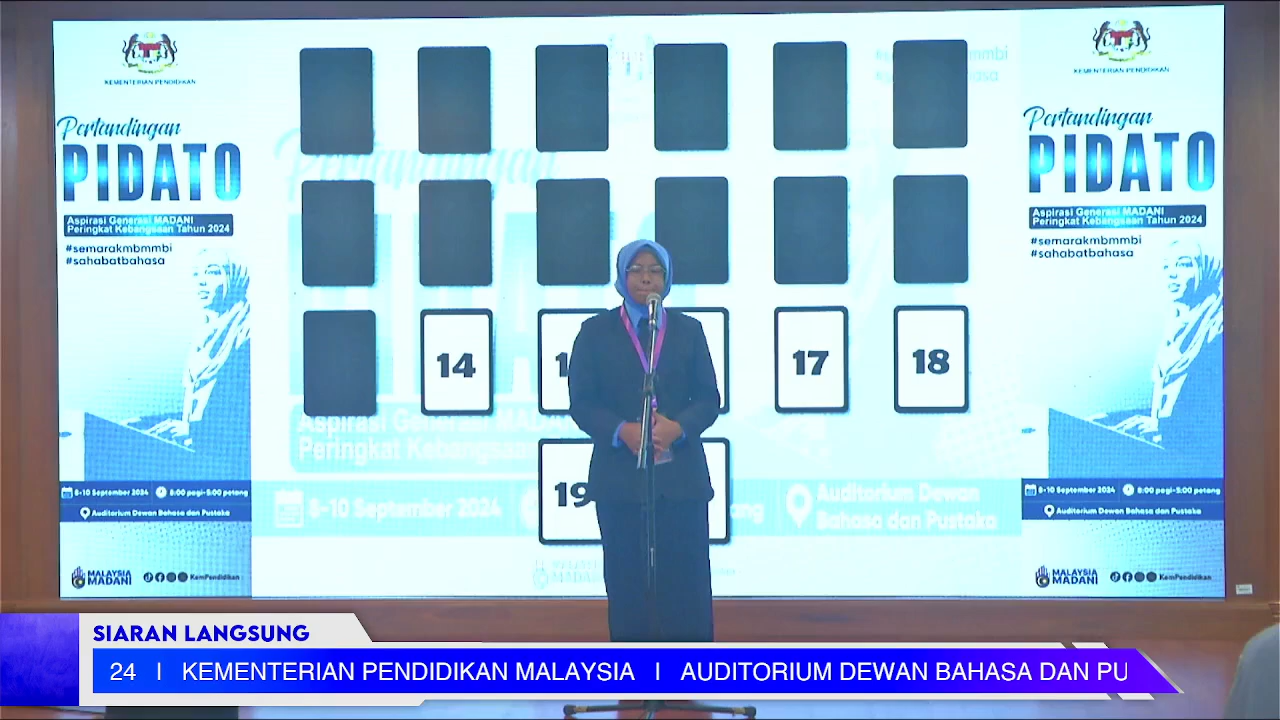 KEMENTERIAN PENDIDIKAN
Pertandingan
PIDATO
Aspirasi Generasi MADANI
Peringkat Kebangsaan Tahun 2024
#semarakmbmmbi
#sahabatbahasa
8-10 September 2024
8:00 pagi-5:00 petang
Auditorium Dewan Bahasa dan Pustaka
MALAYSIA
MADANI
KemPendidikan
Pertandingan
Aspirasi Generasi MADANI
Peringkat Kebangsaan
8-10 September 2024
Auditorium Dewan
Bahasa dan Pustaka
14
17
18
19
KEMENTERIAN PENDIDIKAN
Pertandingan
PIDATO
Aspirasi Generasi MADANI
Peringkat Kebangsaan Tahun 2024
#semarakmbmmbi
#sahabatbahasa
8-10 September 2024
8:00 pagi-5:00 petang
Auditorium Dewan Bahasa dan Pustaka
MALAYSIA
MADANI
KemPendidikan
SIARAN LANGSUNG
24 I KEMENTERIAN PENDIDIKAN MALAYSIA I AUDITORIUM DEWAN BAHASA DAN PU